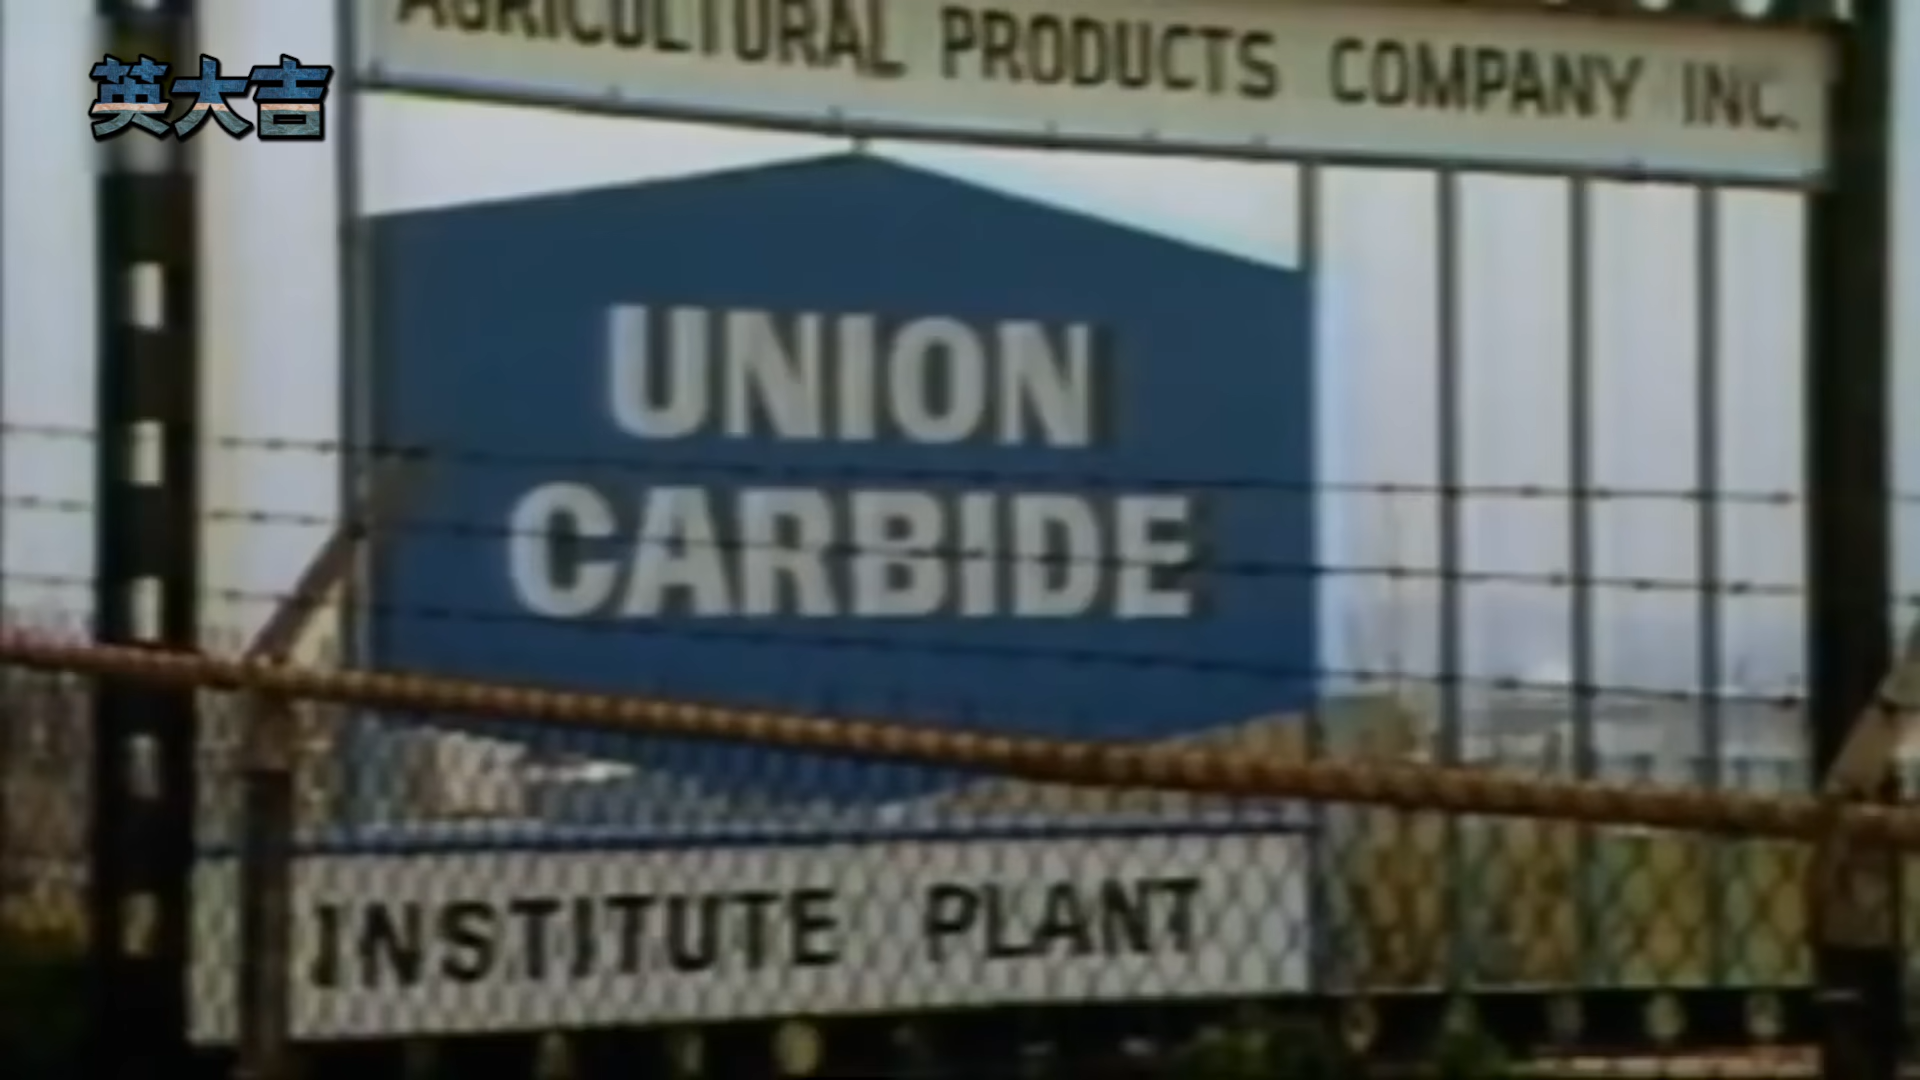 AGRICULTURAL PRODUCTS COMPANY INC.
英大吉
UNION
CARBIDE
INSTITUTE PLANT